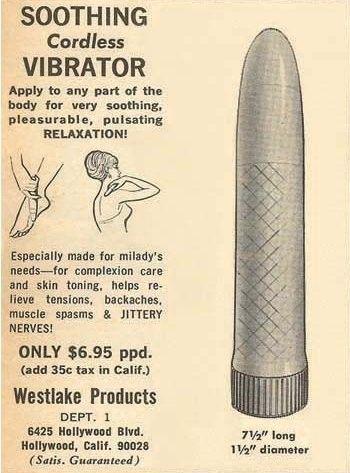 SOOTHING
Cordless
VIBRATOR
Apply to any part of the
body for very soothing,
pleasurable, pulsating
RELAXATION!
Especially made for milady's
needs—for complexion care
and skin toning, helps re-
lieve tensions, backaches,
muscle spasms & JITTERY
NERVES!
ONLY $6.95 ppd.
(add 35c tax in Calif.)
Westlake Products
DEPT. 1
6425 Hollywood Blvd.
Hollywood, Calif. 90028
(Satis. Guaranteed)
7½" long
1½" diameter